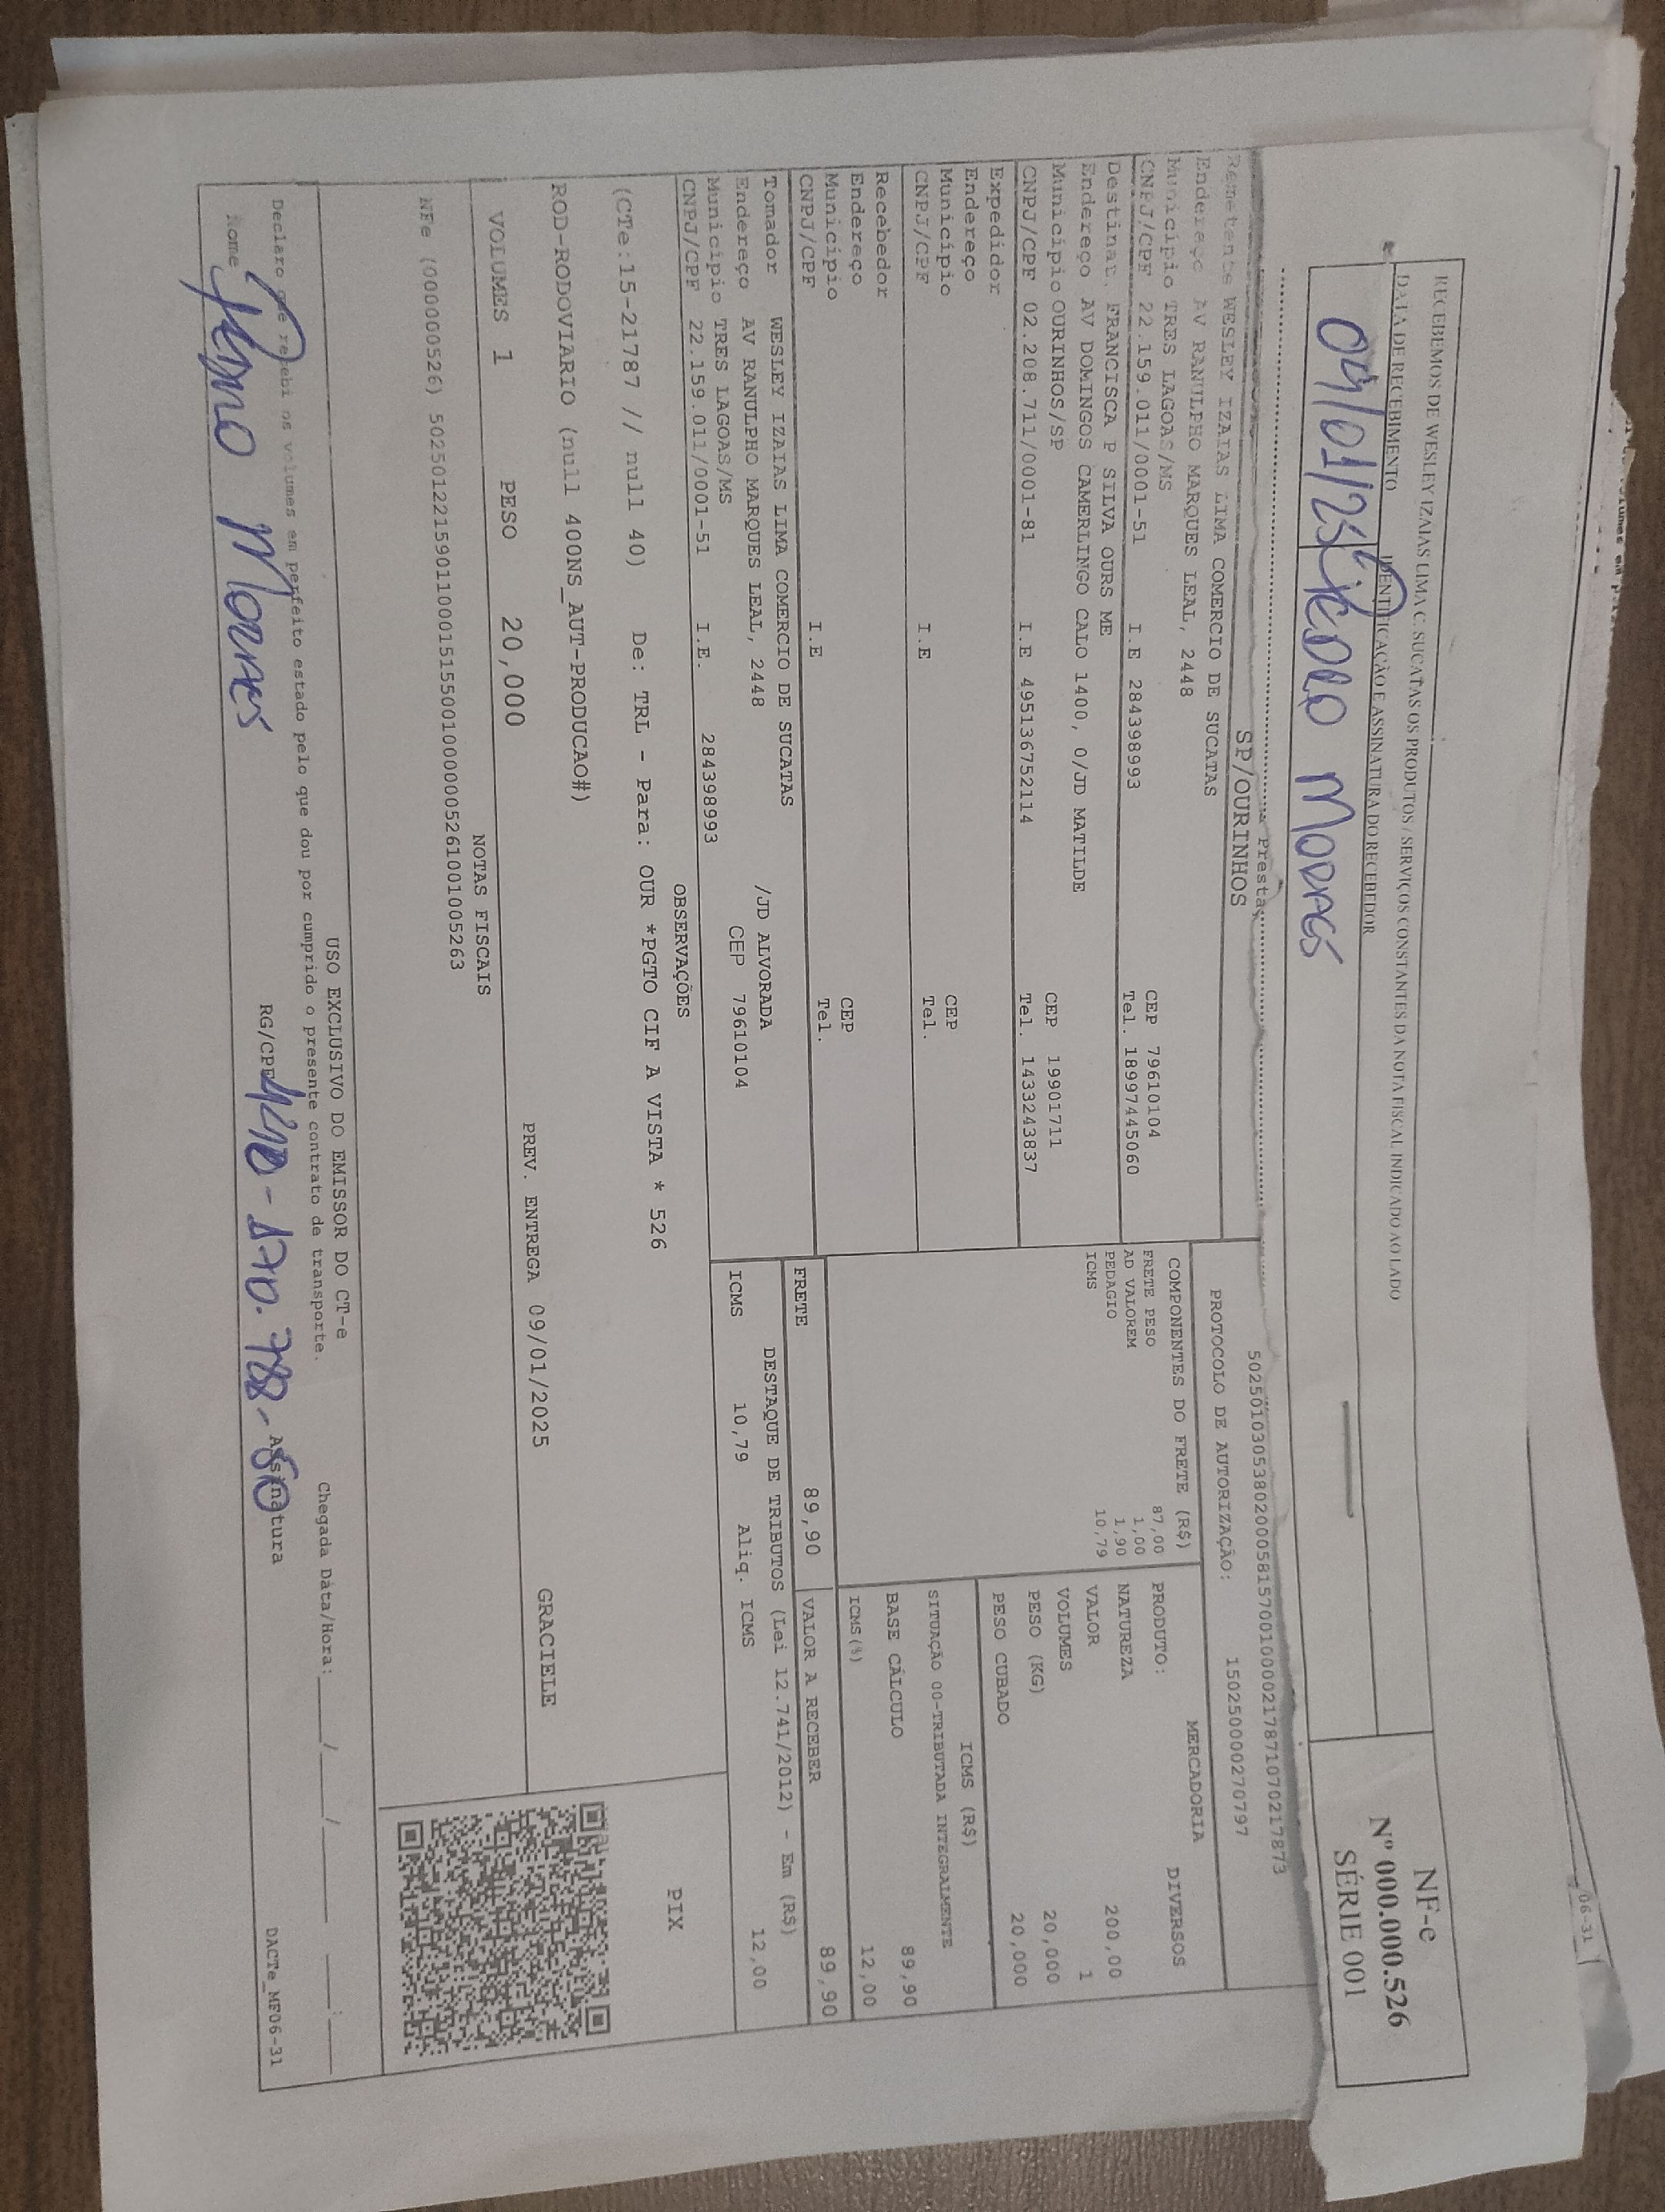 RECEBEMOS DE WESLEY IZAIAS LIMA C. SUCATAS OS PRODUTOS / SERVIÇOS CONSTANTES DA NOTA FISCAL INDICADO AO LADO
NF-e
Nº 000.000.526
SÉRIE 001
DATA DE RECEBIMENTO
IDENTIFICAÇÃO E ASSINATURA DO RECEBEDOR
09/01/25 Pedro Moraes
Prestaç
SP/OURINHOS
50250103053802000581570010000217871070217873
PROTOCOLO DE AUTORIZAÇÃO: 150250000270797
Remetente WESLEY IZAIAS LIMA COMERCIO DE SUCATAS
Endereço AV RANULPHO MARQUES LEAL, 2448
Município TRES LAGOAS/MS CEP 79610104
CNPJ/CPF 22.159.011/0001-51 I.E 284398993 Tel. 18997445060
Destinat. FRANCISCA P SILVA OURS ME
Endereço AV DOMINGOS CAMERLINGO CALO 1400, 0/JD MATILDE
Município OURINHOS/SP CEP 19901711
CNPJ/CPF 02.208.711/0001-81 I.E 495136752114 Tel. 1433243837
Expedidor
Endereço
Município CEP
CNPJ/CPF I.E Tel.
Recebedor
Endereço
Município CEP
CNPJ/CPF I.E Tel.
Tomador WESLEY IZAIAS LIMA COMERCIO DE SUCATAS
Endereço AV RANULPHO MARQUES LEAL, 2448 /JD ALVORADA
Município TRES LAGOAS/MS CEP 79610104
CNPJ/CPF 22.159.011/0001-51 I.E. 284398993
COMPONENTES DO FRETE (R$)
FRETE PESO 87,00
AD VALOREM 1,00
PEDAGIO 1,90
ICMS 10,79
MERCADORIA
PRODUTO: DIVERSOS
NATUREZA
VALOR 200,00
VOLUMES 1
PESO (KG) 20,000
PESO CUBADO 20,000
ICMS (R$)
SITUAÇÃO 00-TRIBUTADA INTEGRALMENTE
BASE CÁLCULO 89,90
ICMS(%) 12,00
FRETE 89,90 VALOR A RECEBER 89,90
DESTAQUE DE TRIBUTOS (Lei 12.741/2012) - Em (R$)
ICMS 10,79 Aliq. ICMS 12,00
OBSERVAÇÕES
(CTe:15-21787 // null 40) De: TRL - Para: OUR *PGTO CIF A VISTA * 526
PIX
ROD-RODOVIARIO (null 400NS_AUT-PRODUCAO#)
VOLUMES 1 PESO 20,000 PREV. ENTREGA 09/01/2025 GRACIELE
NOTAS FISCAIS
NFe (000000526) 50250122159011000151550010000005261001005263
USO EXCLUSIVO DO EMISSOR DO CT-e
Declaro que recebi os volumes em perfeito estado pelo que dou por cumprido o presente contrato de transporte. Chegada Data/Hora:____/____/____ ____:____
Nome Pedro Moraes RG/CPF Assinatura
DACTe_MF06-31
06-31